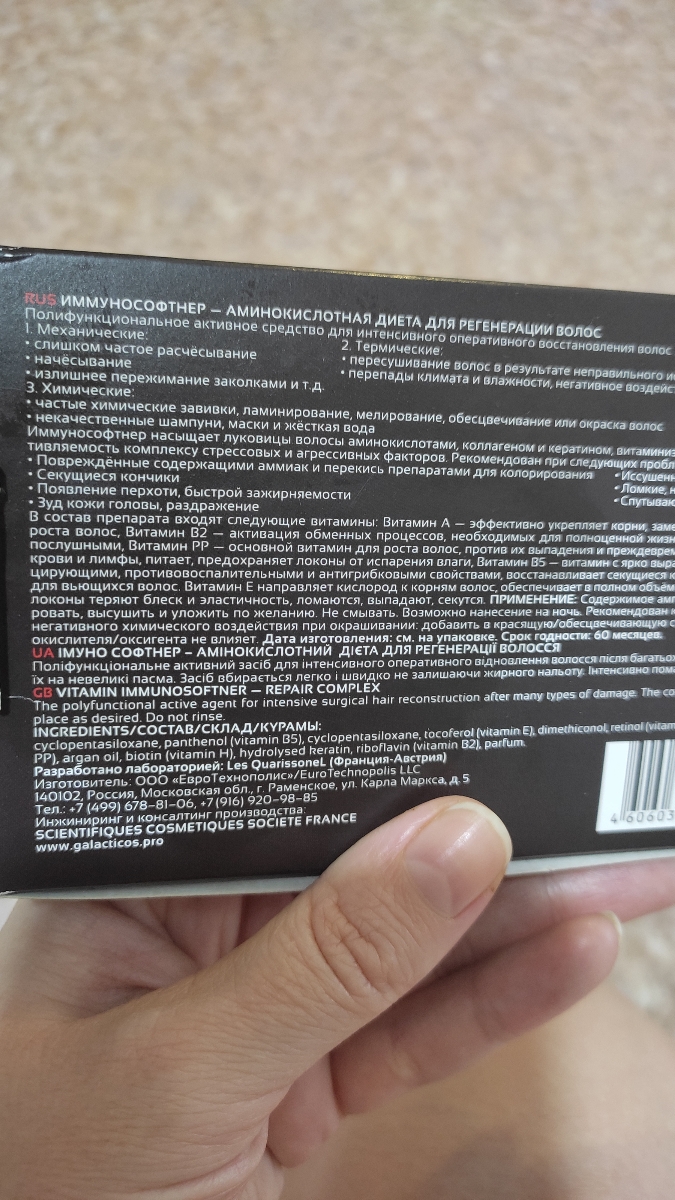 RUS ИММУНОСОФТНЕР – АМИНОКИСЛОТНАЯ ДИЕТА ДЛЯ РЕГЕНЕРАЦИИ ВОЛОС
Полифункциональное активное средство для интенсивного оперативного восстановления волос
1. Механические:
• слишком частое расчёсывание
• начёсывание
• излишнее пережимание заколками и т.д.
2. Термические:
• пересушивание волос в результате неправильного
• перепады климата и влажности, негативное
3. Химические:
• частые химические завивки, ламинирование, мелирование, обесцвечивание или окраска волос
• некачественные шампуни, маски и жёсткая вода
Иммунософтнер насыщает луковицы волосы аминокислотами, коллагеном и кератином,
тивляемость комплексу стрессовых и агрессивных факторов. Рекомендован при следующих
• Повреждённые содержащими аммиак и перекись препаратами для колорирования
• Секущиеся кончики
• Появление перхоти, быстрой зажиряемости
• Зуд кожи головы, раздражение
•
• Ломкие,
•
В состав препарата входят следующие витамины: Витамин А – эффективно укрепляет корни,
роста волос, Витамин В2 – активация обменных процессов, необходимых для полноценной
послушными, Витамин РР – основной витамин для роста волос, против их выпадения и
крови и лимфы, питает, предохраняет локоны от испарения влаги, Витамин В5 – витамин с ярко
цирующими, противовоспалительными и антигрибковыми свойствами, восстанавливает секущиеся
для вьющихся волос. Витамин Е направляет кислород к корням волос, обеспечивает в полном
локоны теряют блеск и эластичность, ломаются, выпадают, секутся. ПРИМЕНЕНИЕ: Содержимое
ровать, высушить и уложить по желанию. Не смывать. Возможно нанесение на ночь. Рекомендован
негативного химического воздействия при окрашивании: добавить в красящую/обесцвечивающую
окислителя/оксигента не влияет. Дата изготовления: см. на упаковке. Срок годности: 60 месяцев.
UA ІМУНО СОФТНЕР – АМІНОКИСЛОТНИЙ ДІЄТА ДЛЯ РЕГЕНЕРАЦІЇ ВОЛОССЯ
Поліфункціональне активний засіб для інтенсивного оперативного відновлення волосся після
їх на невеликі пасма. Засіб вбирається легко і швидко не залишаючи жирного нальоту. Інтенсивно
GB VITAMIN IMMUNOSOFTNER – REPAIR COMPLEX
The polyfunctional active agent for intensive surgical hair reconstruction after many types of damage. The
place as desired. Do not rinse.
INGREDIENTS/СОСТАВ/СКЛАД/КУРАМЫ:
cyclopentasiloxane, panthenol (vitamin B5), cyclopentasiloxane, tocoferol (vitamin E), dimethiconol, retinol
PP), argan oil, biotin (vitamin H), hydrolysed keratin, riboflavin (vitamin B2), parfum.
Разработано лабораторией: Les QuarissoneL (Франция-Австрия)
Изготовитель: ООО «ЕвроТехнополис»/EuroTechnopolis LLC
140102, Россия, Московская обл., г. Раменское, ул. Карла Маркса, д. 5
Тел.: +7 (499) 678-81-06, +7 (916) 920-98-85
Инжиниринг и консалтинг производства:
SCIENTIFIQUES COSMETIQUES SOCIETE FRANCE
www.galacticos.pro
4 60603